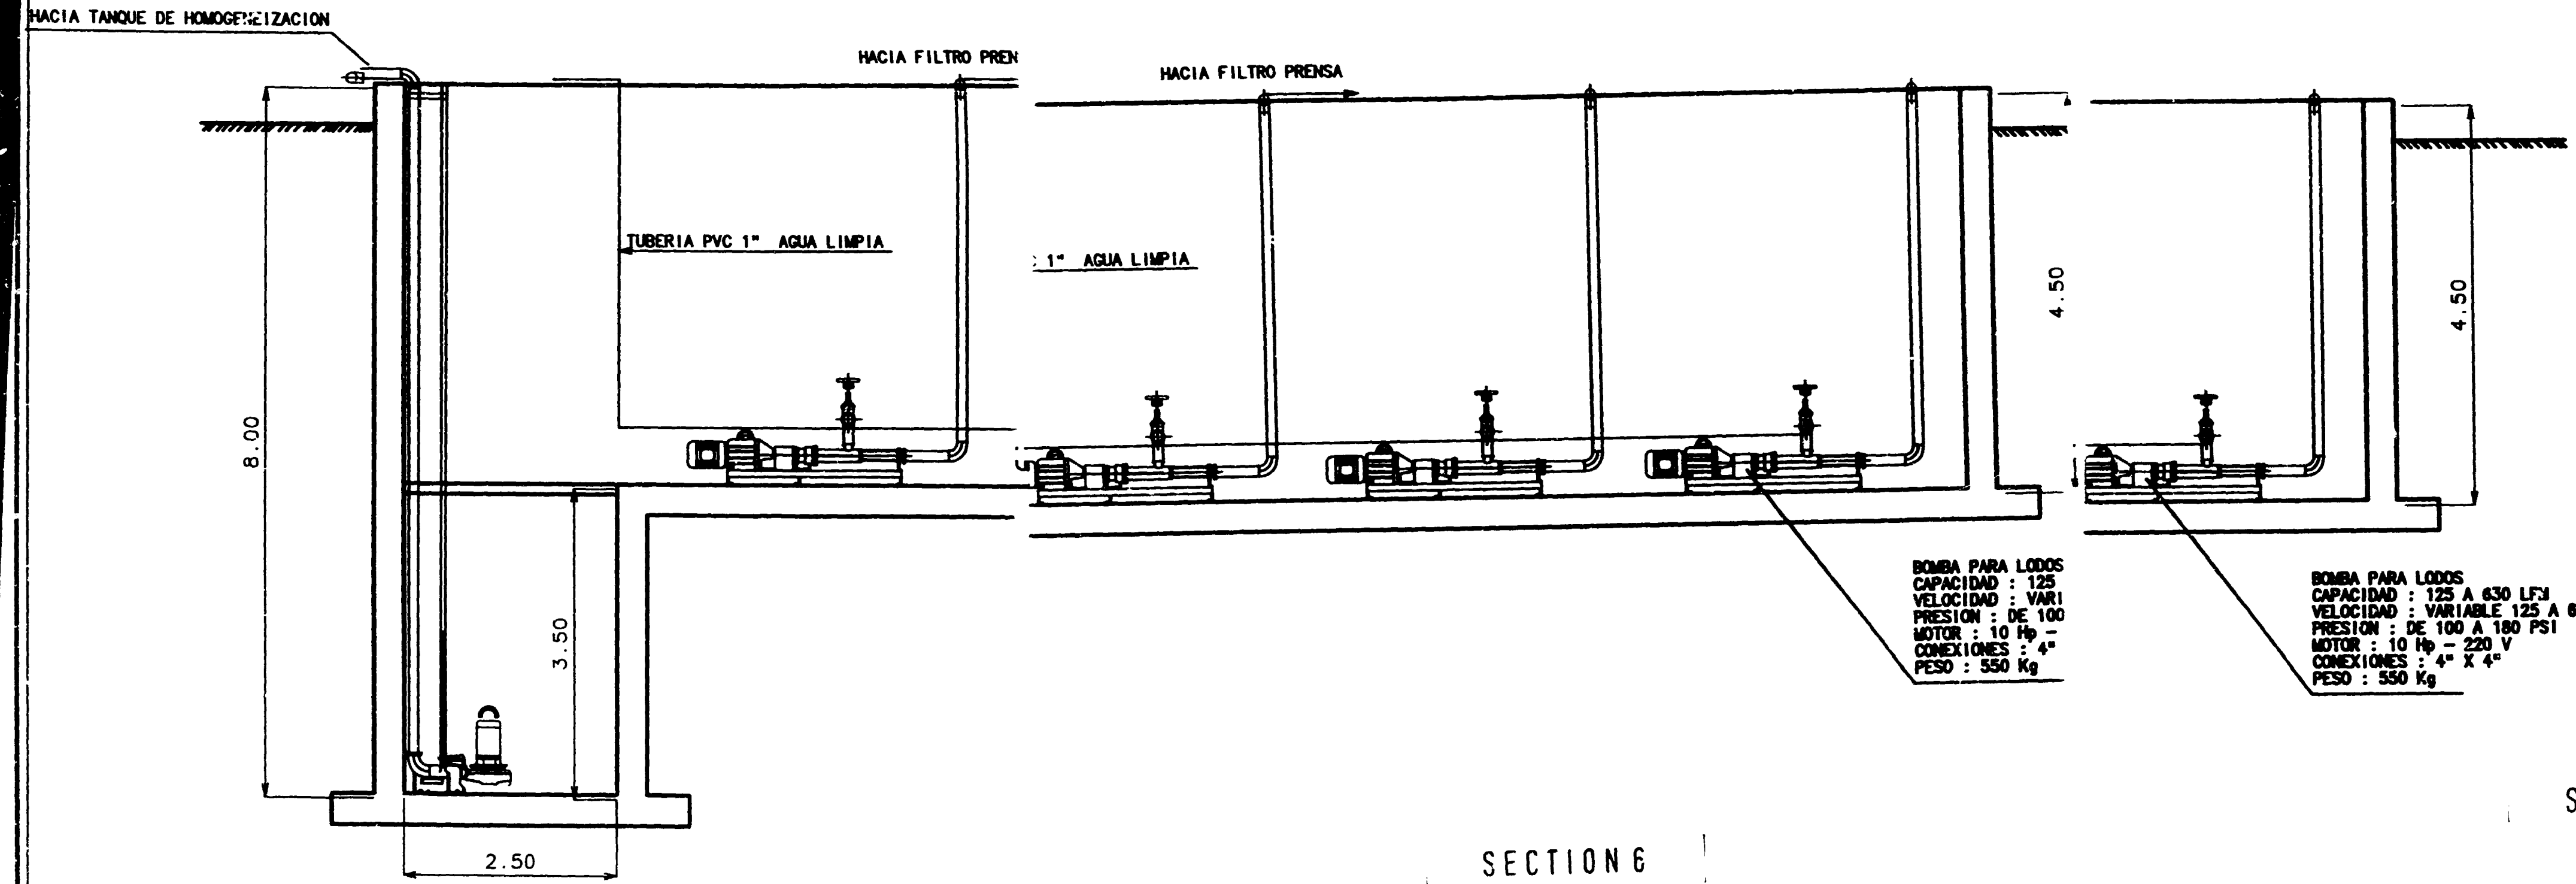 HACIA TANQUE DE HOMOGENEIZACION
HACIA FILTRO PREN
HACIA FILTRO PRENSA
TUBERIA PVC 1" AGUA LIMPIA
1" AGUA LIMPIA
8.00
3.50
2.50
4.50
4.50
BOMBA PARA LODOS
CAPACIDAD : 125
VELOCIDAD : VARI
PRESION : DE 100
MOTOR : 10 Hp -
CONEXIONES : 4"
PESO : 550 Kg
BOMBA PARA LODOS
CAPACIDAD : 125 A 630 LPM
VELOCIDAD : VARIABLE 125 A 6
PRESION : DE 100 A 180 PSI
MOTOR : 10 Hp - 220 V
CONEXIONES : 4" X 4"
PESO : 550 Kg
SECTION 6
S